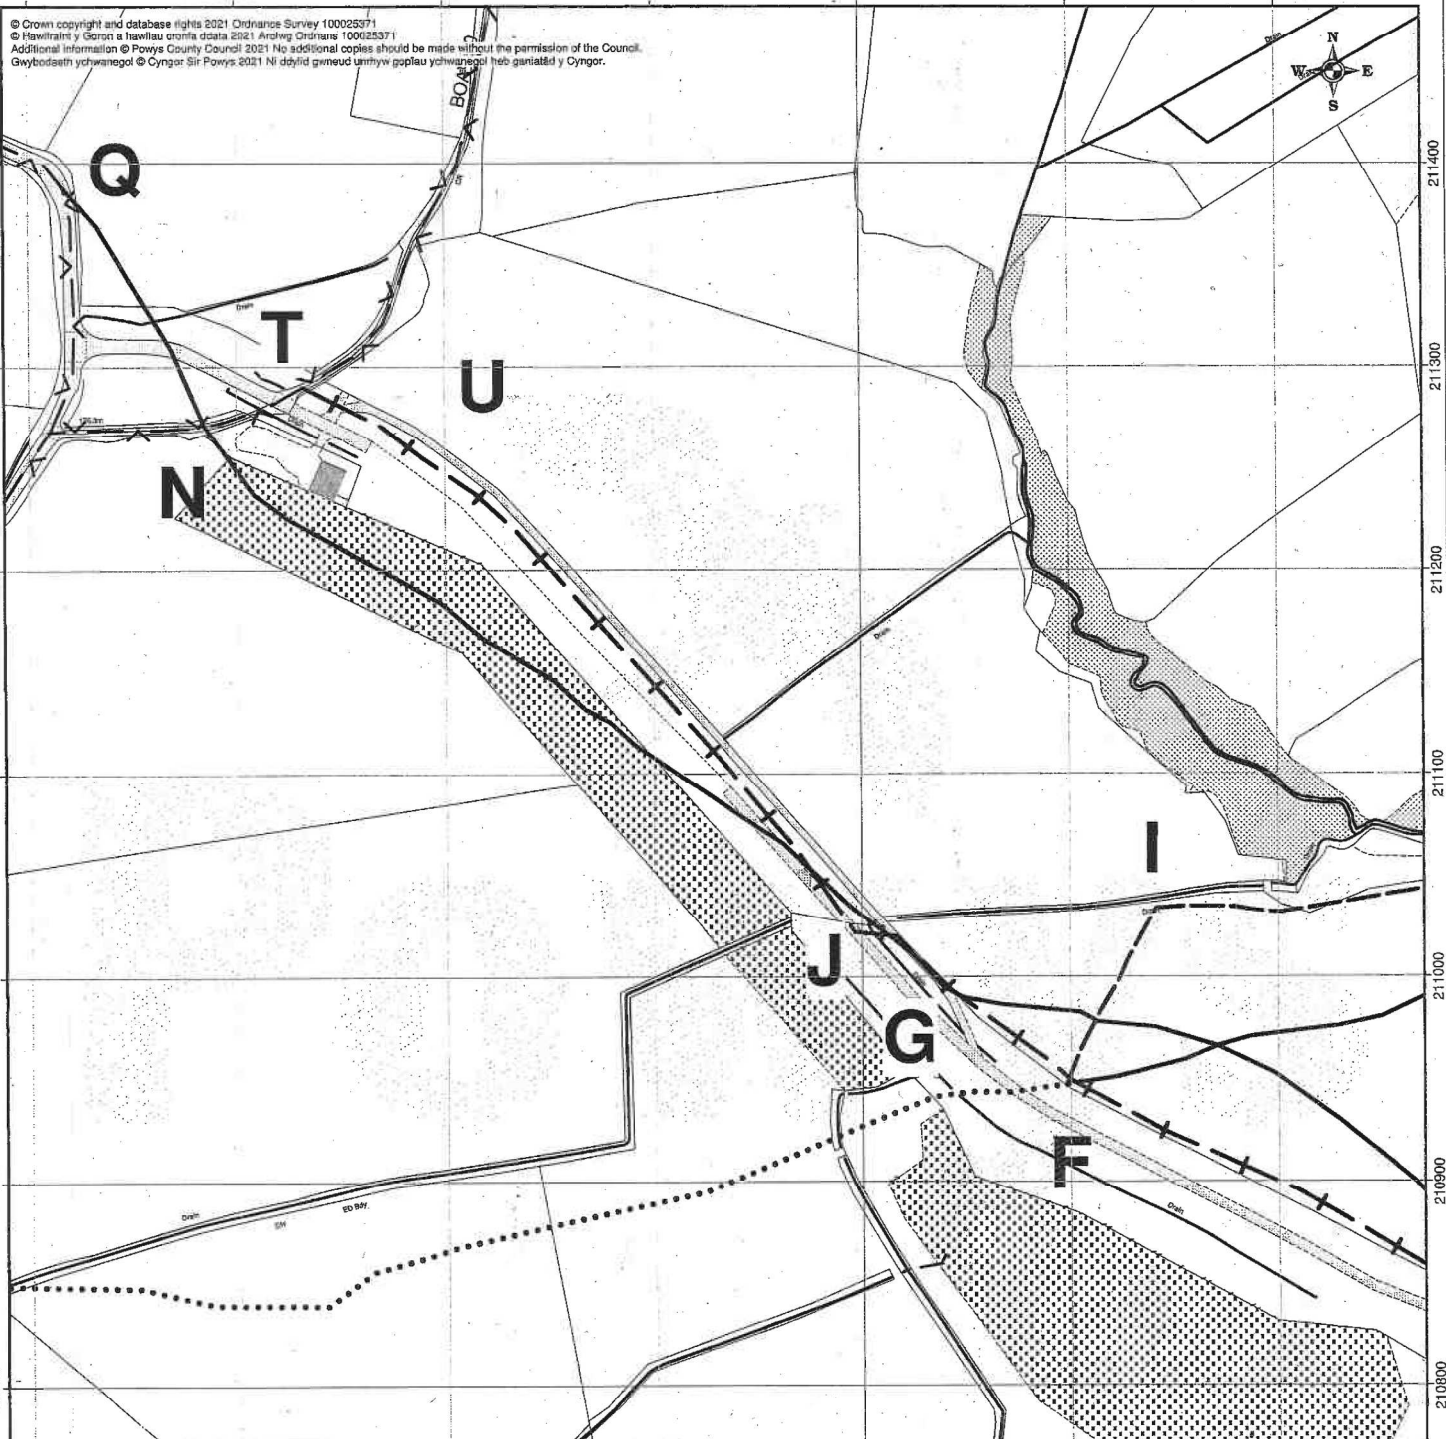 © Crown copyright and database rights 2021 Ordnance Survey 100025371
© Hawlfraint y Goron a hawliau cronfa ddata 2021 Arolwg Ordnans 100025371
Additional information © Powys County Council 2021 No additional copies should be made without the permission of the Council.
Gwybodaeth ychwanegol © Cyngor Sir Powys 2021 Ni ddylid gwneud unrhyw gopïau ychwanegol heb ganiatâd y Cyngor.
N
W E
S
Drain
211400
Q
Drain
T
211300
U
N
211200
Drain
211100
I
J
211000
G
F
210900
Drain
Drain
ED Bdy
210800